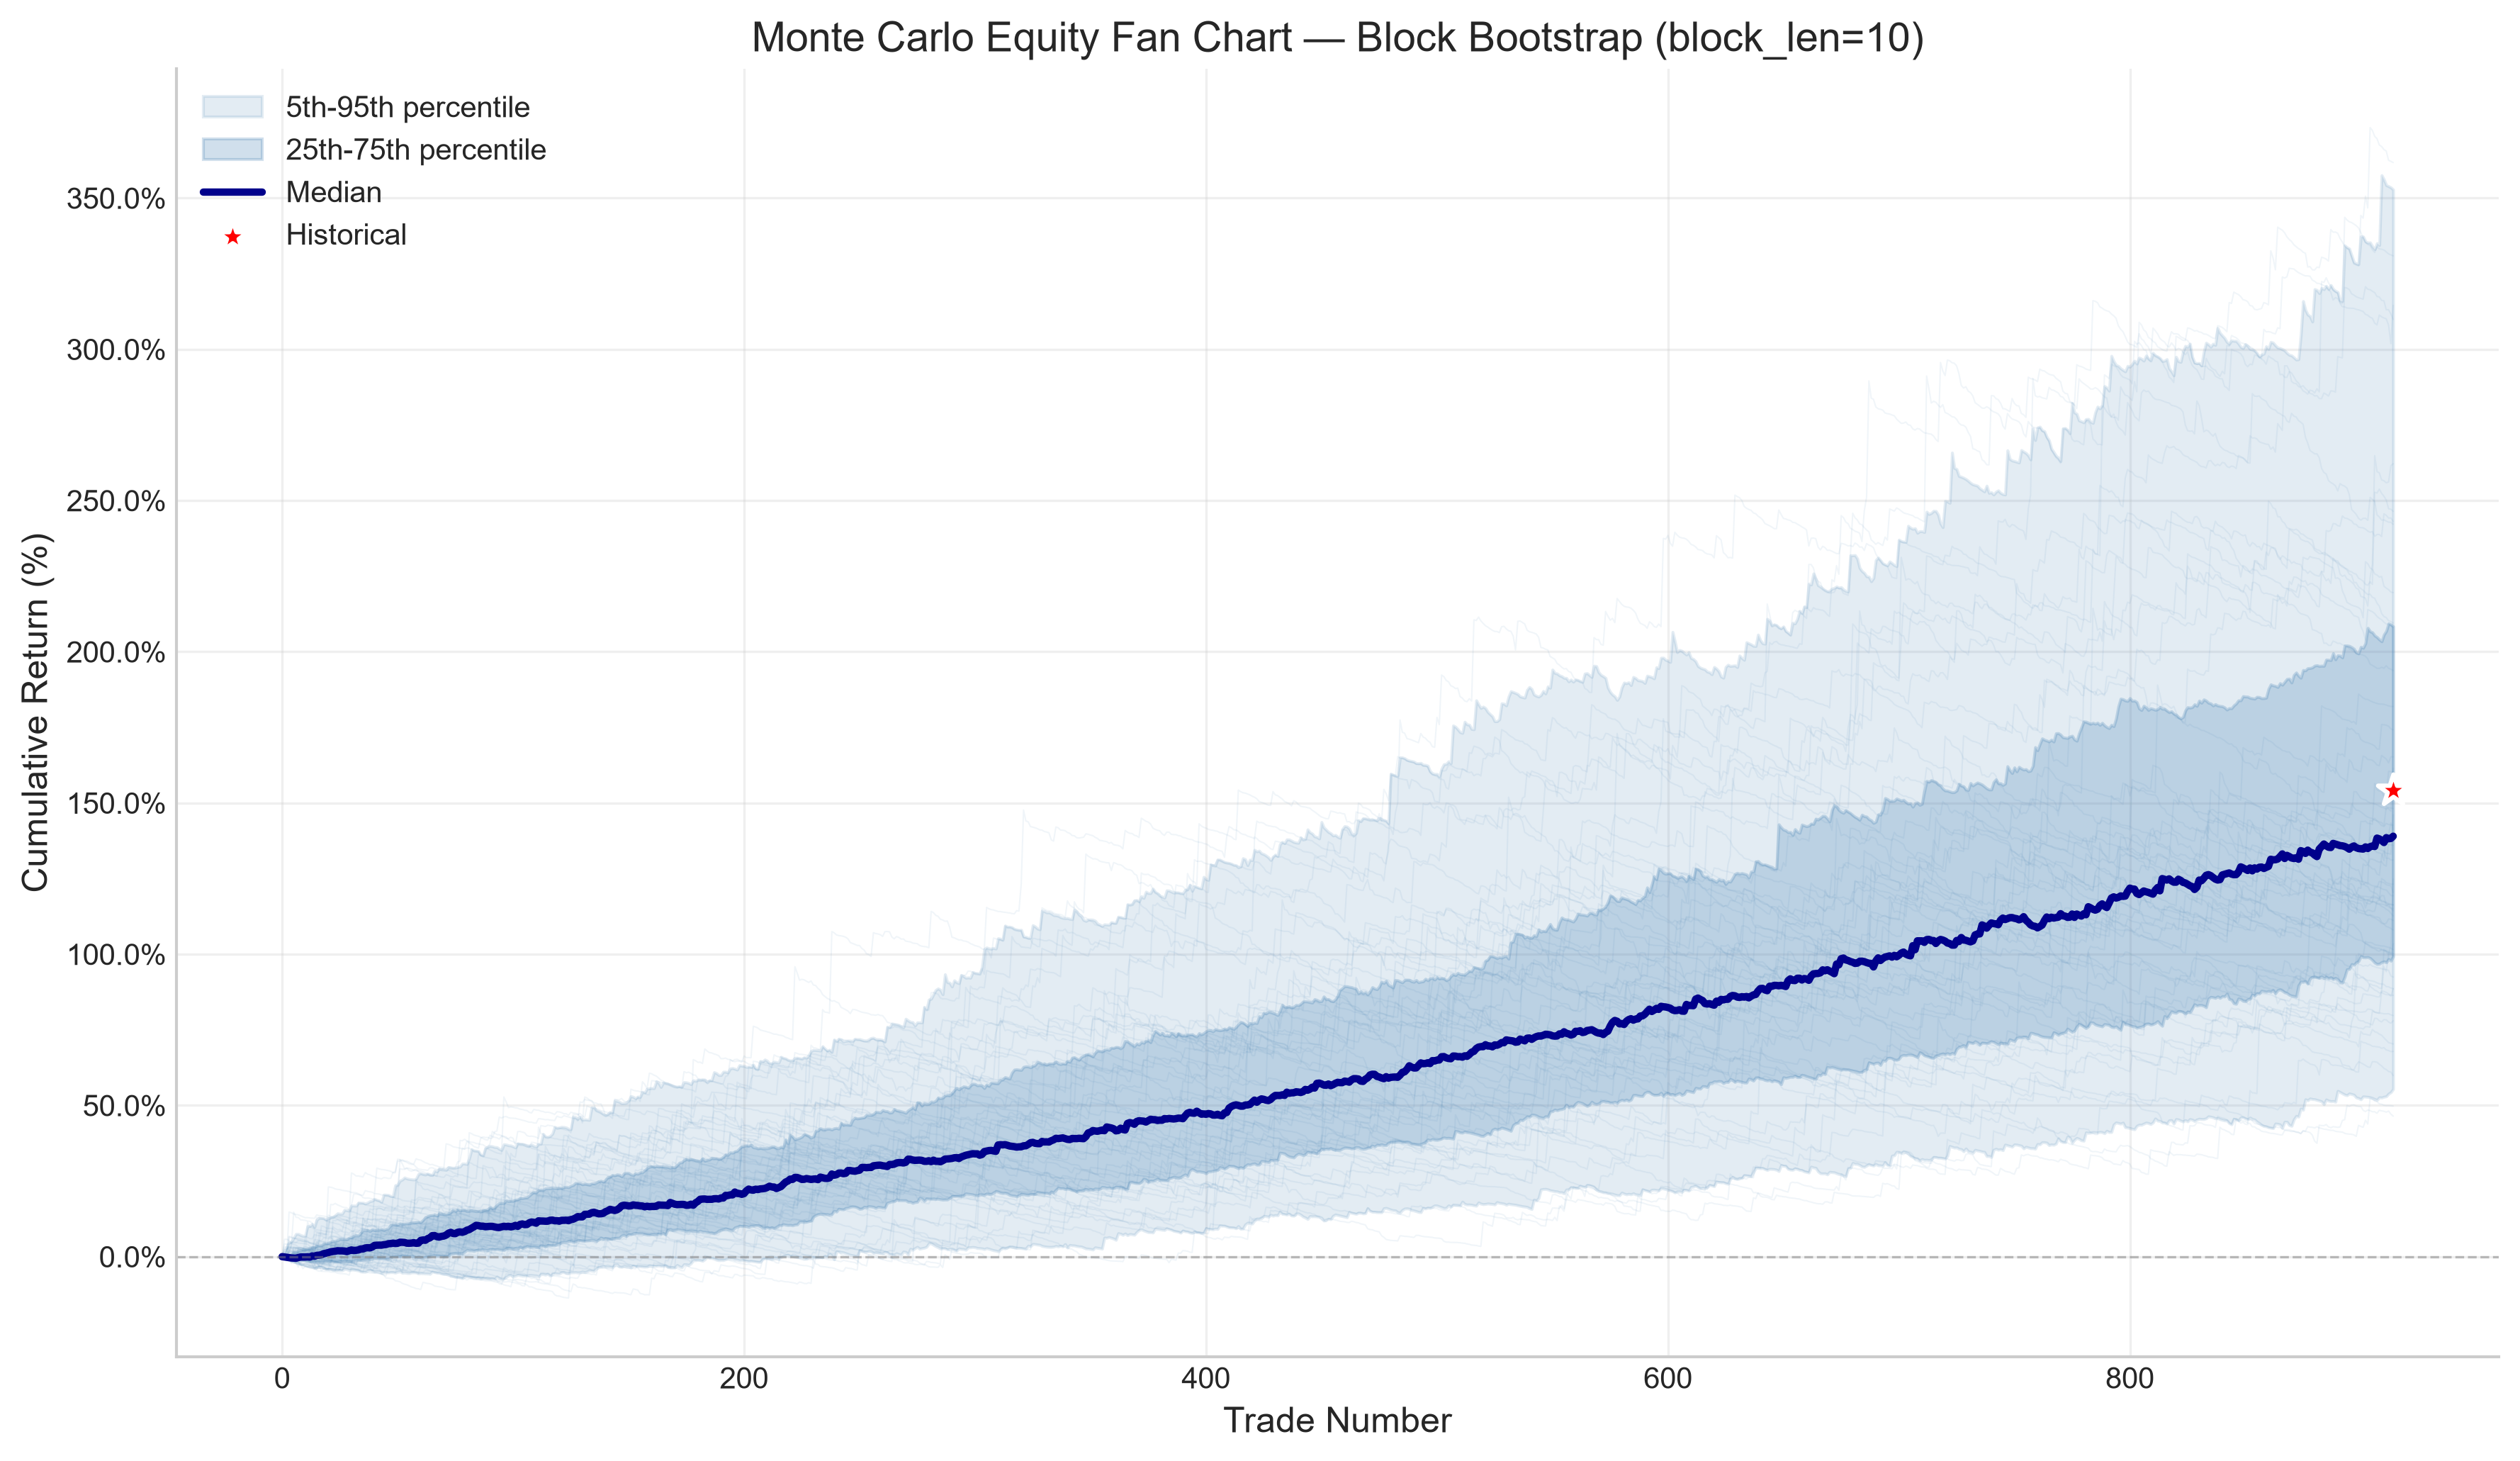 Monte Carlo Equity Fan Chart — Block Bootstrap (block_len=10)
5th-95th percentile
25th-75th percentile
Median
Historical
350.0%
300.0%
250.0%
200.0%
150.0%
100.0%
50.0%
0.0%
Cumulative Return (%)
0 200 400 600 800
Trade Number